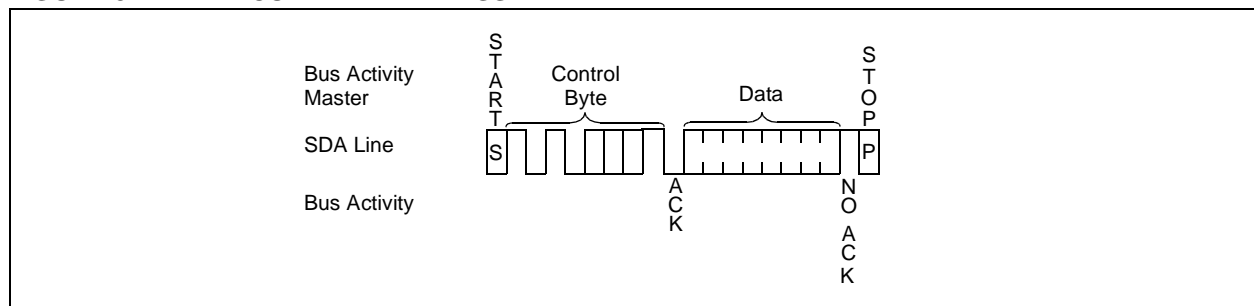 START
Bus Activity
Master
Control
Byte
Data
STOP
SDA Line
S
P
Bus Activity
ACK
NO ACK